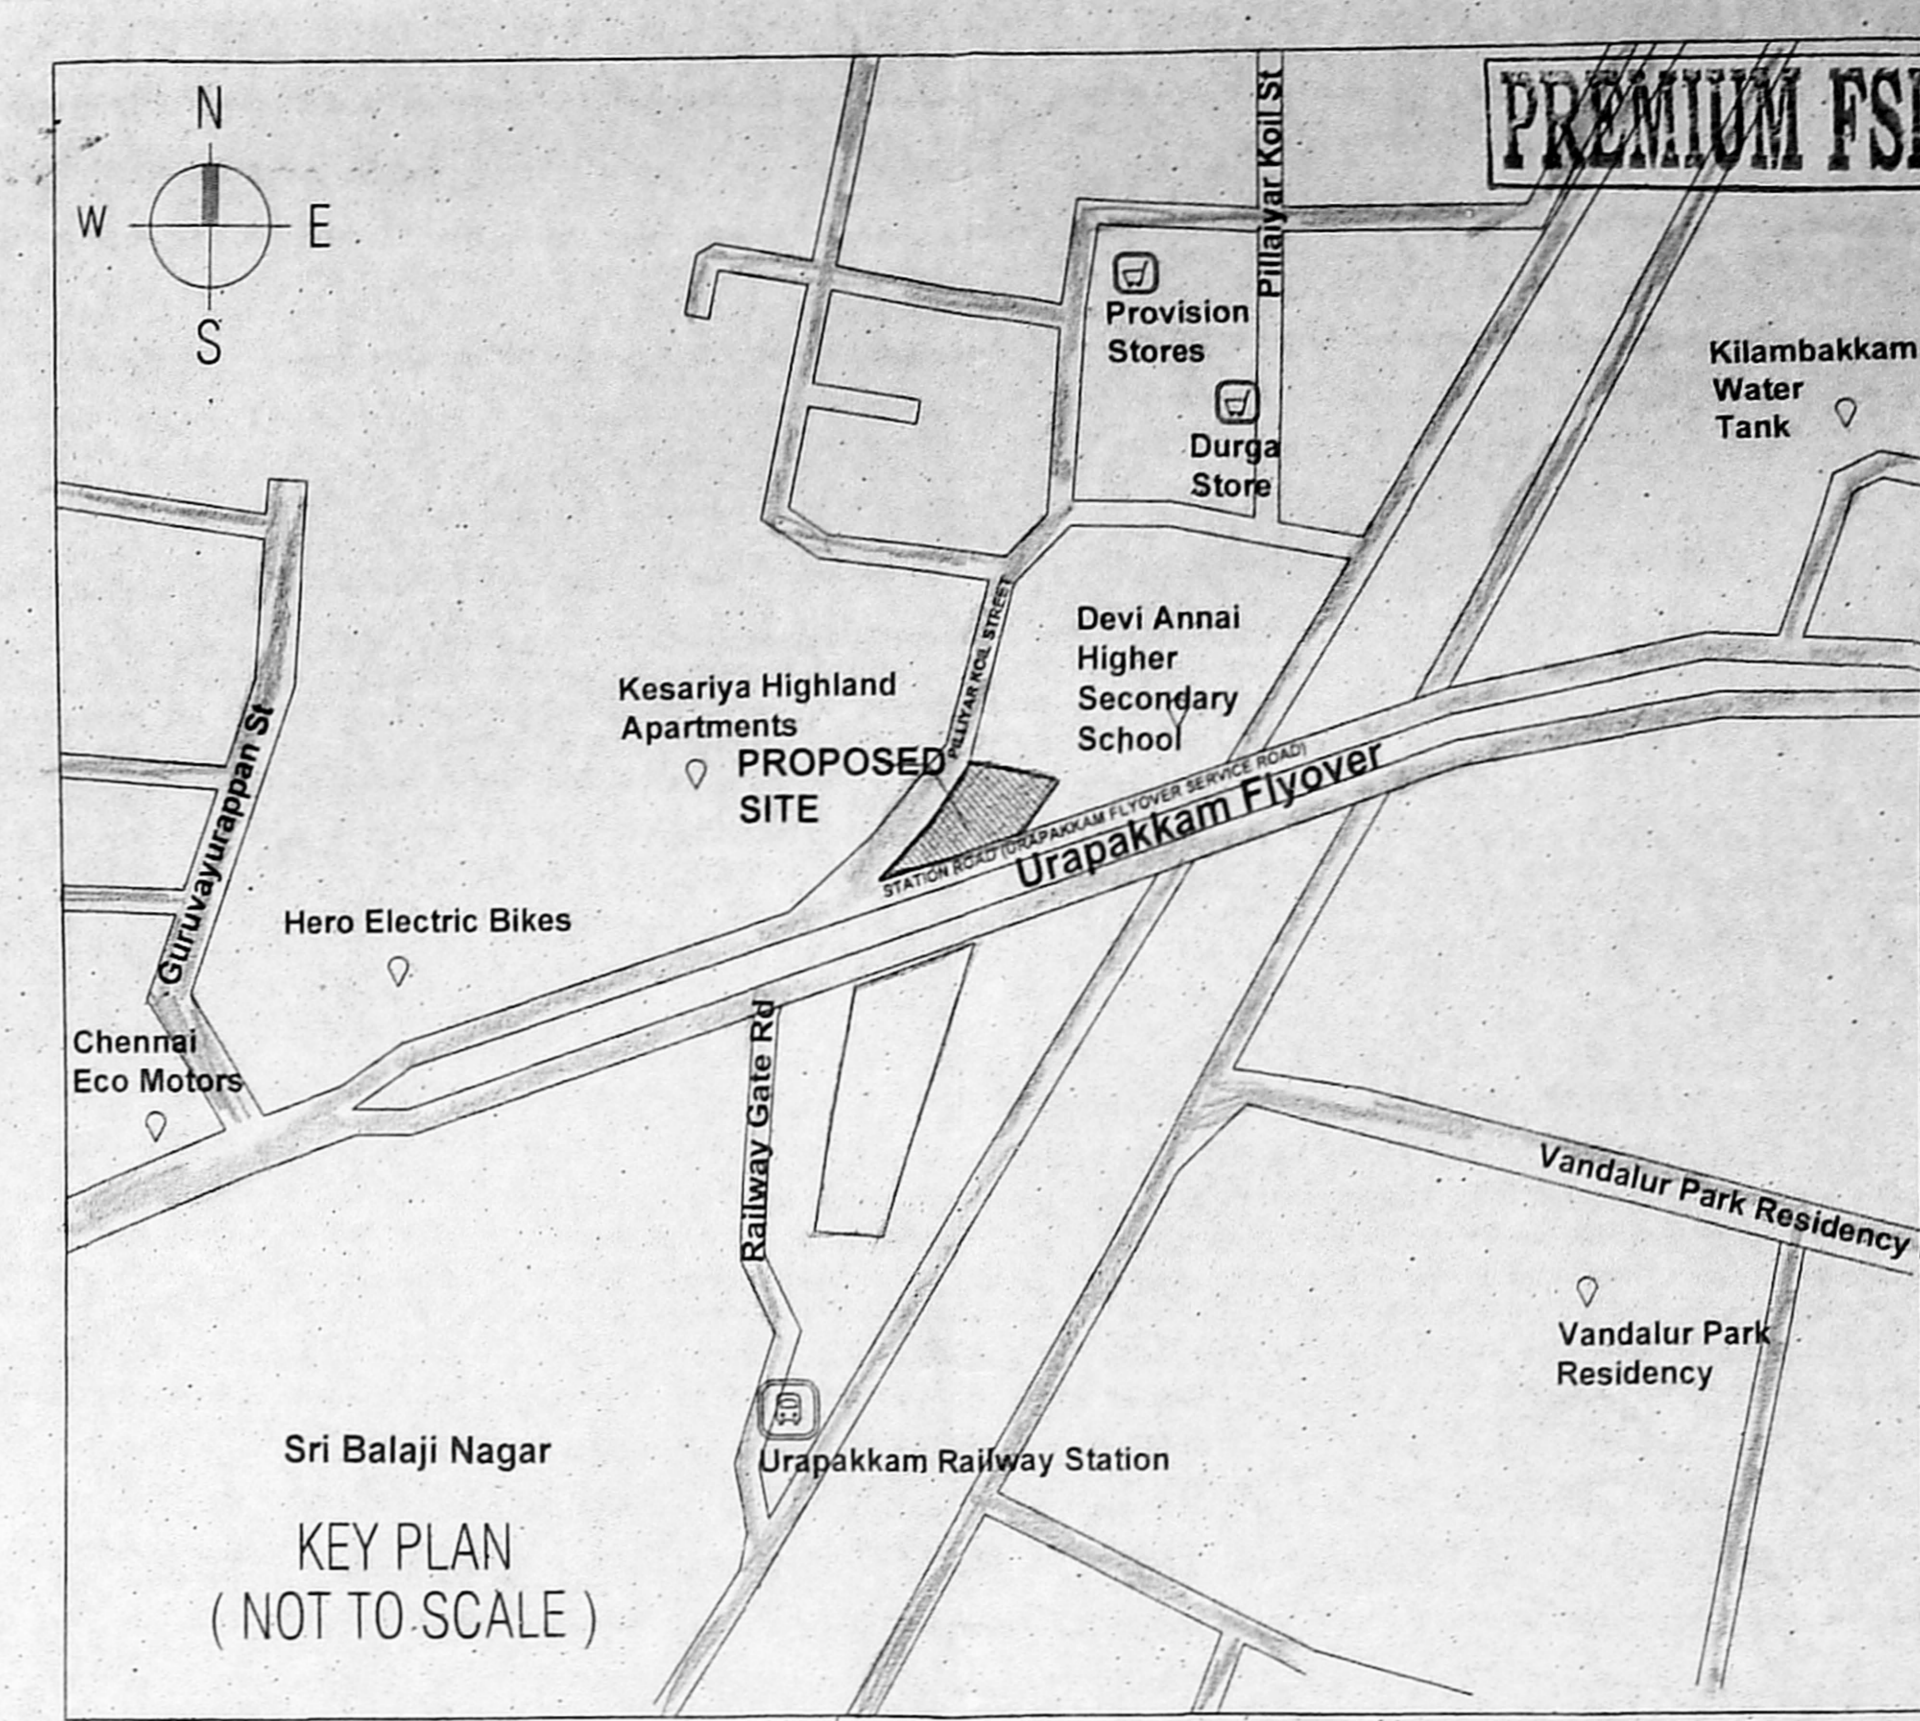 N
PREMIUM FSI
W E
S
Pillaiyar Koil St
Provision
Stores
Kilambakkam
Water
Tank
Durga
Store
PILLIYAR KOIL STREET
Devi Annai
Higher
Secondary
School
Kesariya Highland
Apartments
PROPOSED
SITE
STATION ROAD (URAPAKKAM FLYOVER SERVICE ROAD)
Urapakkam Flyover
Guruvayurappan St
Hero Electric Bikes
Chennai
Eco Motors
Railway Gate Rd
Vandalur Park Residency
Vandalur Park
Residency
Sri Balaji Nagar
Urapakkam Railway Station
KEY PLAN
( NOT TO SCALE )